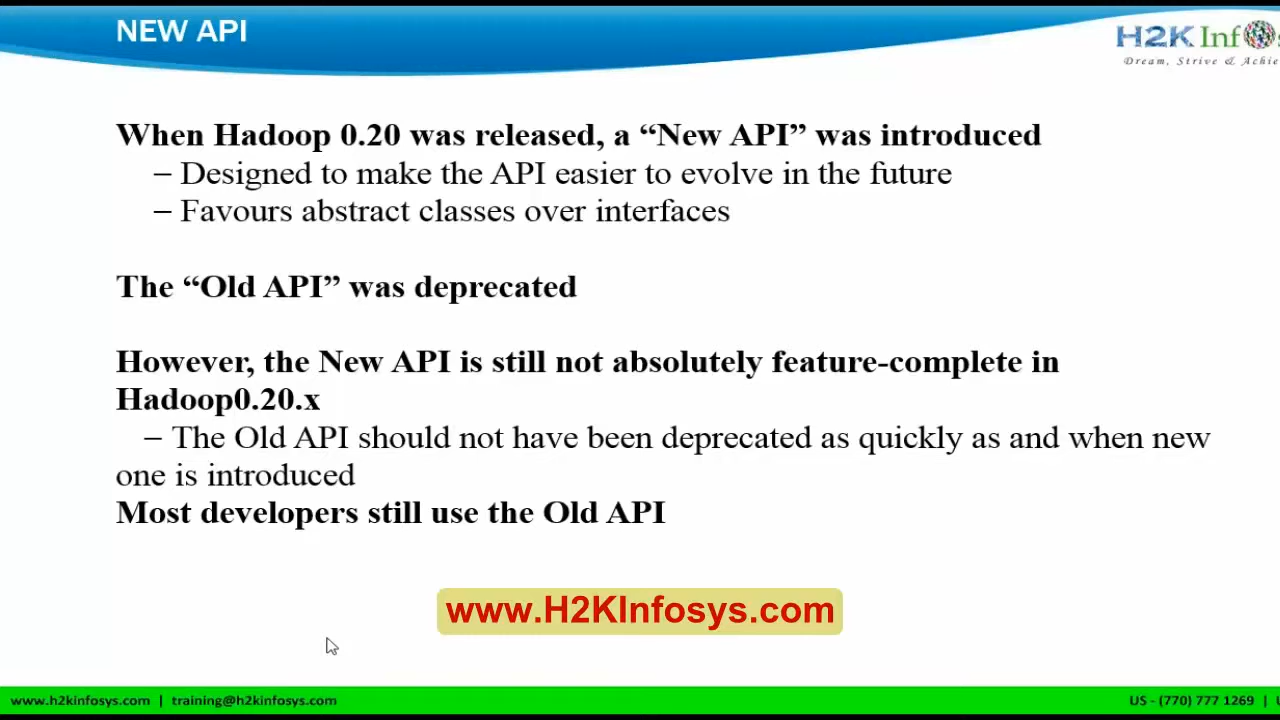 NEW API
H2K Inf
Dream, Strive &
When Hadoop 0.20 was released, a “New API” was introduced
– Designed to make the API easier to evolve in the future
– Favours abstract classes over interfaces
The “Old API” was deprecated
However, the New API is still not absolutely feature-complete in
Hadoop0.20.x
– The Old API should not have been deprecated as quickly as and when new
one is introduced
Most developers still use the Old API
www.H2KInfosys.com
www.h2kinfosys.com | training@h2kinfosys.com
US - (770) 777 1269 |